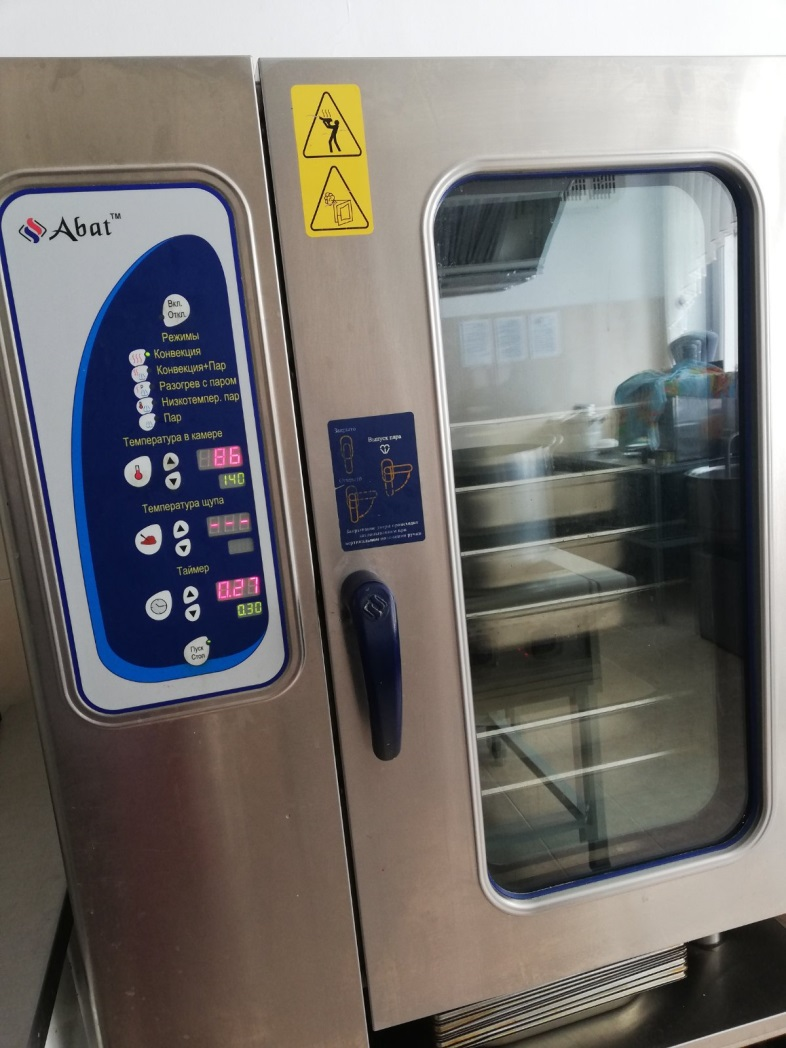 Abat™
Вкл.
Откл.
Режимы
Конвекция
Конвекция+Пар
Разогрев с паром
Низкотемпер. пар
Пар
Температура в камере
86
140
Температура щупа
---
Таймер
0.27
0.30
Пуск
Стоп
Закрыто
Выпуск пара